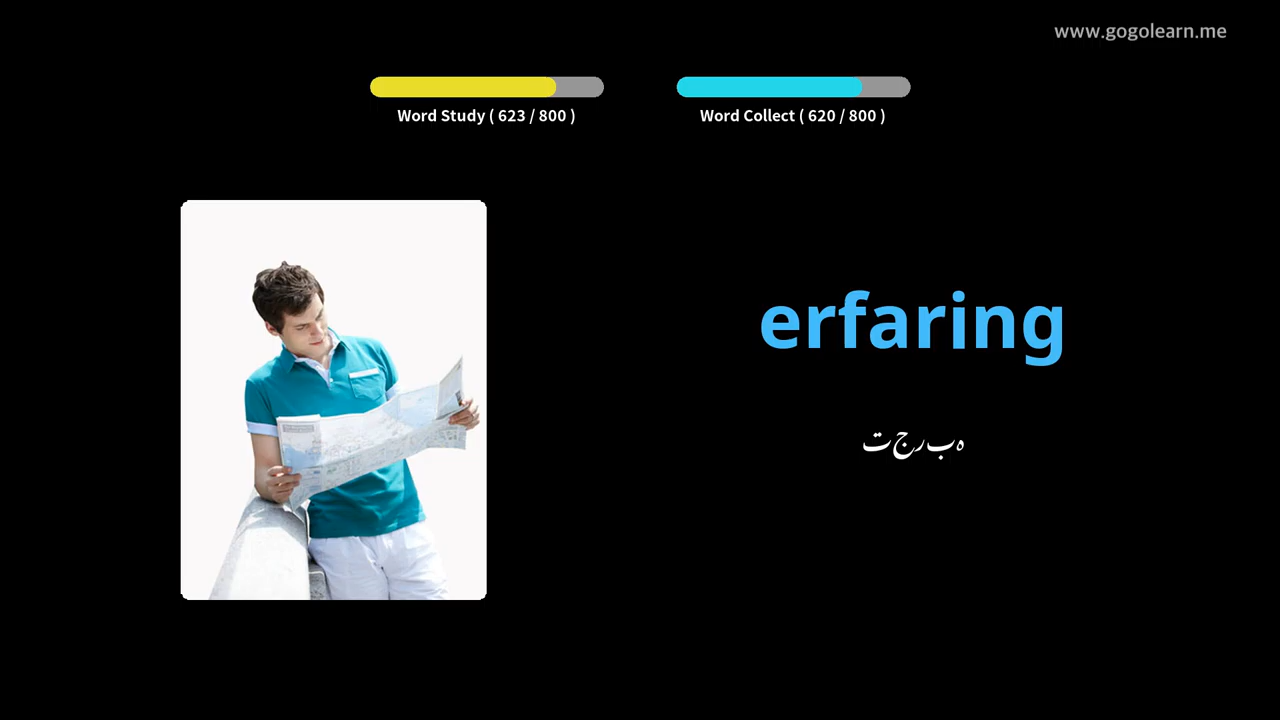 www.gogolearn.me
Word Study ( 623 / 800 )
Word Collect ( 620 / 800 )
erfaring
تجربہ